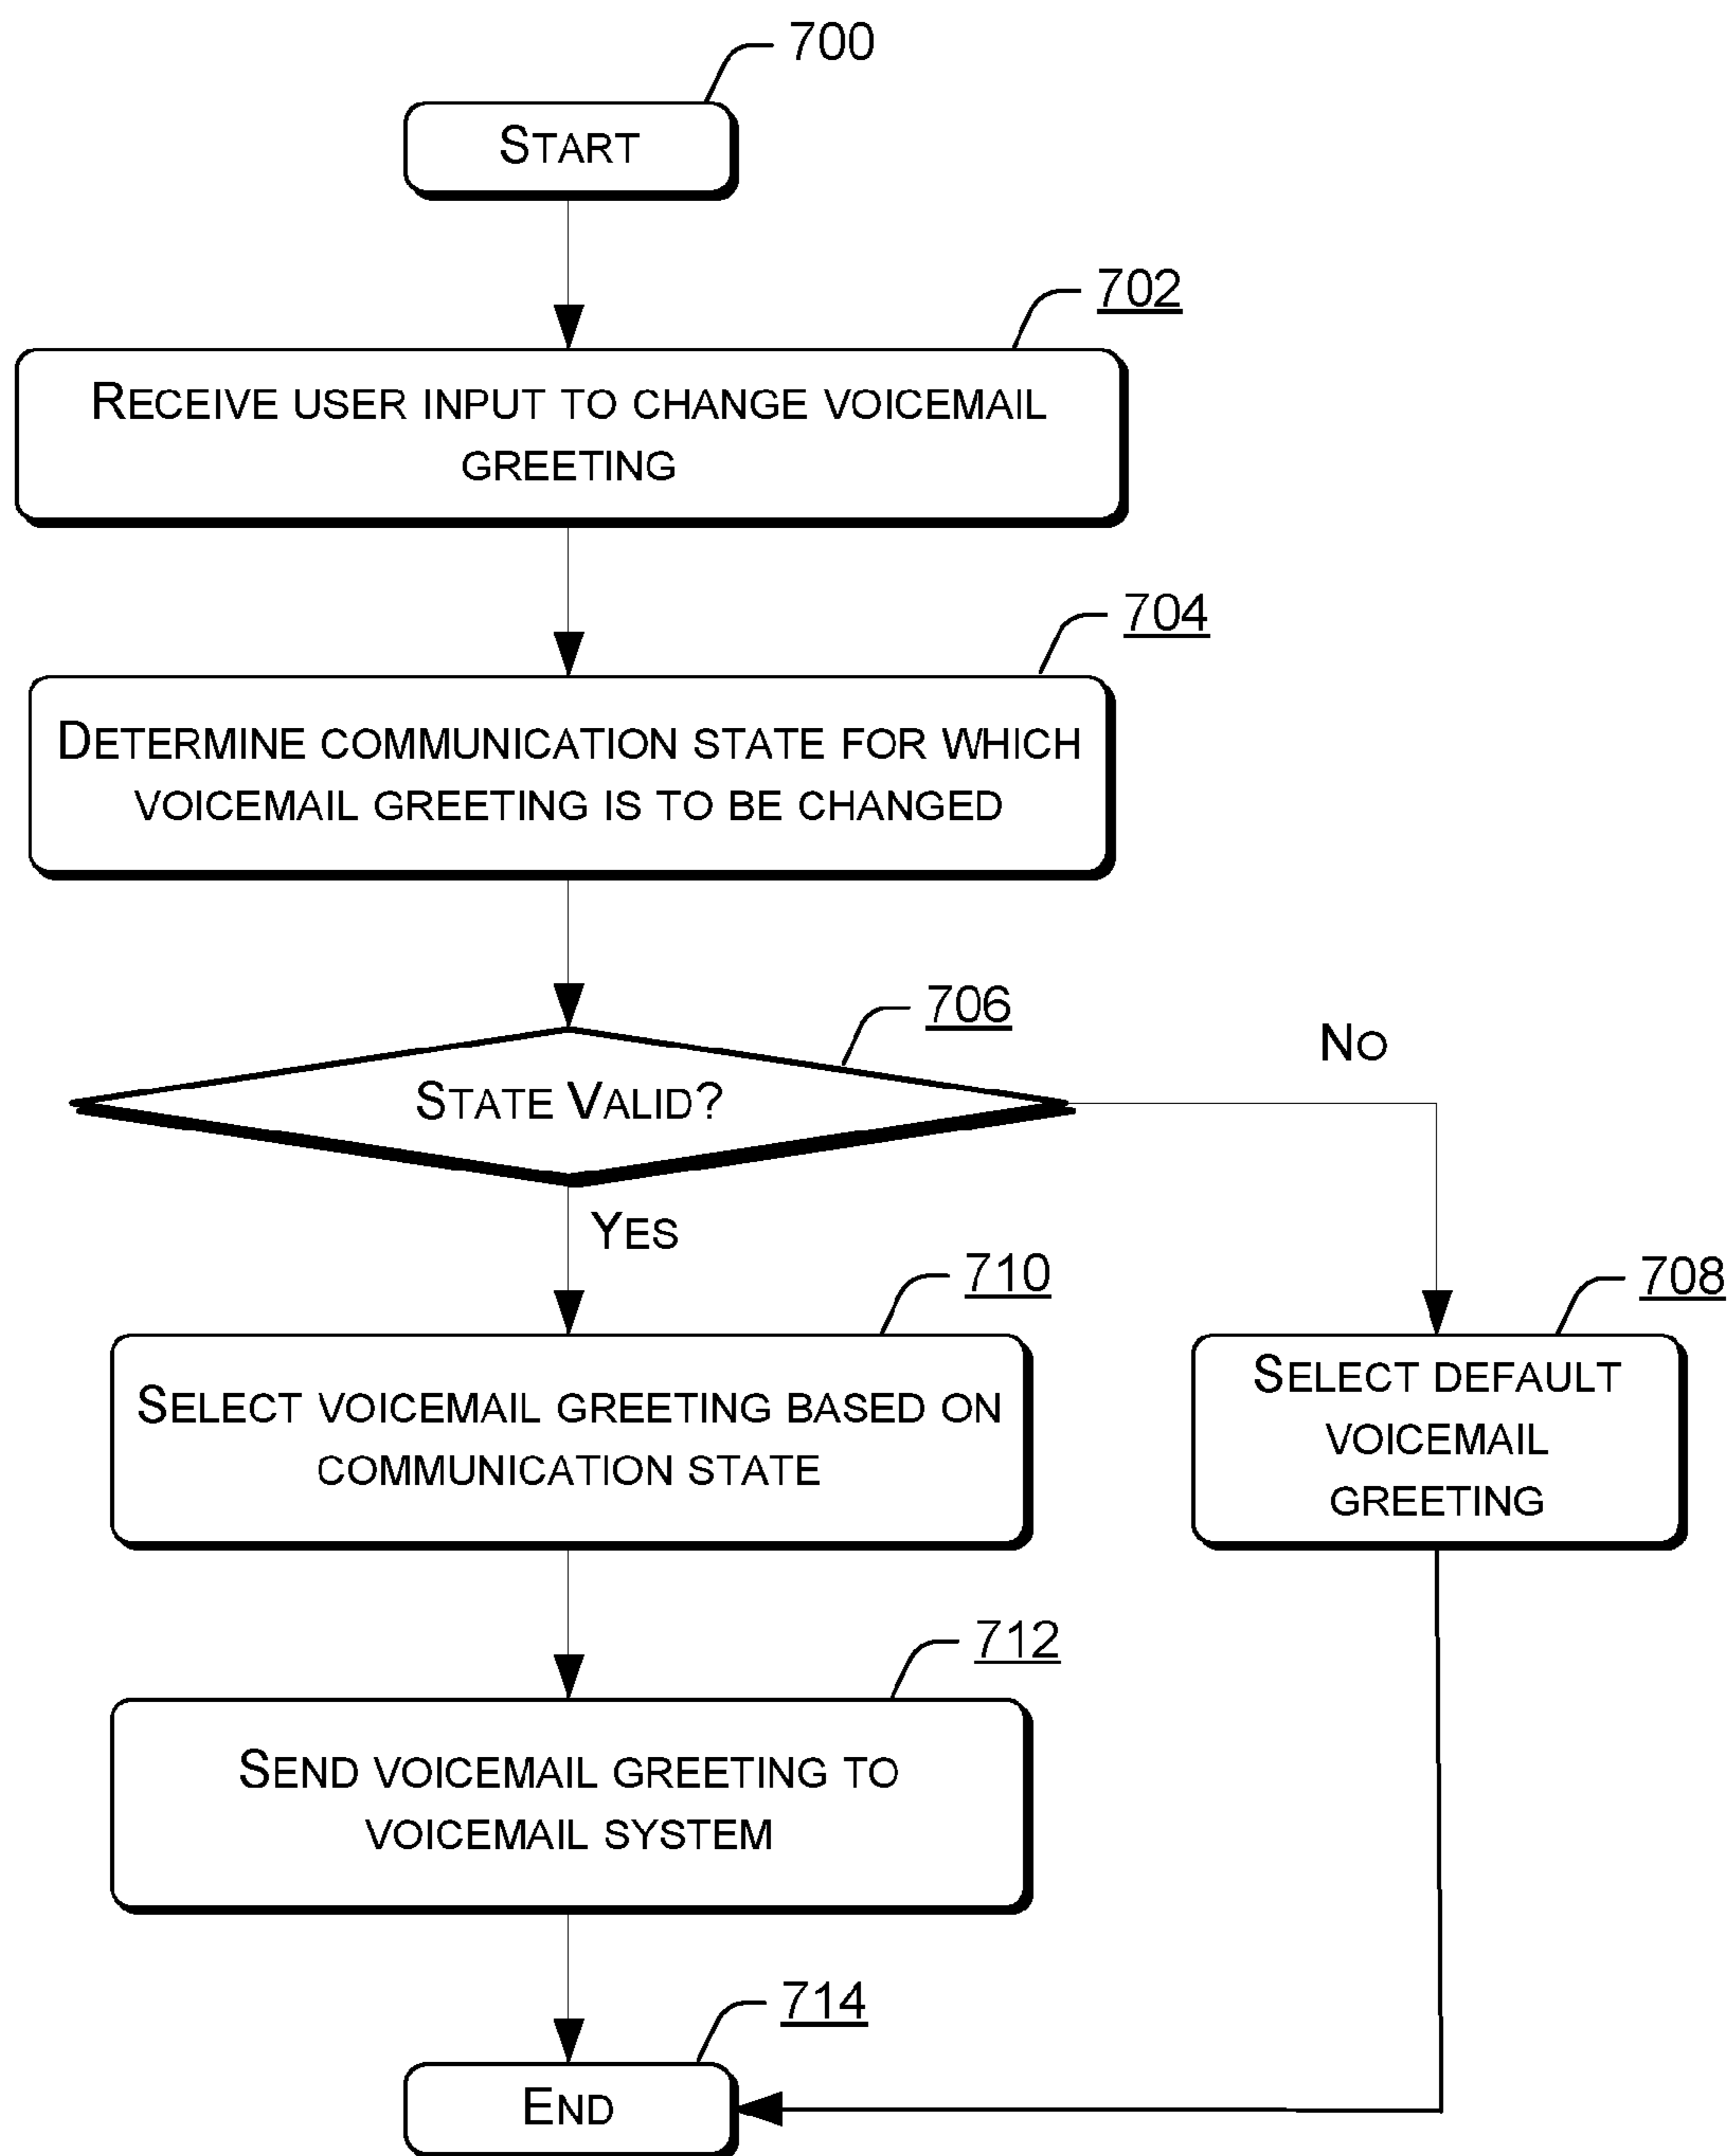 700
START
702
RECEIVE USER INPUT TO CHANGE VOICEMAIL
GREETING
704
DETERMINE COMMUNICATION STATE FOR WHICH
VOICEMAIL GREETING IS TO BE CHANGED
706
STATE VALID?
NO
YES
710
SELECT VOICEMAIL GREETING BASED ON
COMMUNICATION STATE
708
SELECT DEFAULT
VOICEMAIL
GREETING
712
SEND VOICEMAIL GREETING TO
VOICEMAIL SYSTEM
714
END